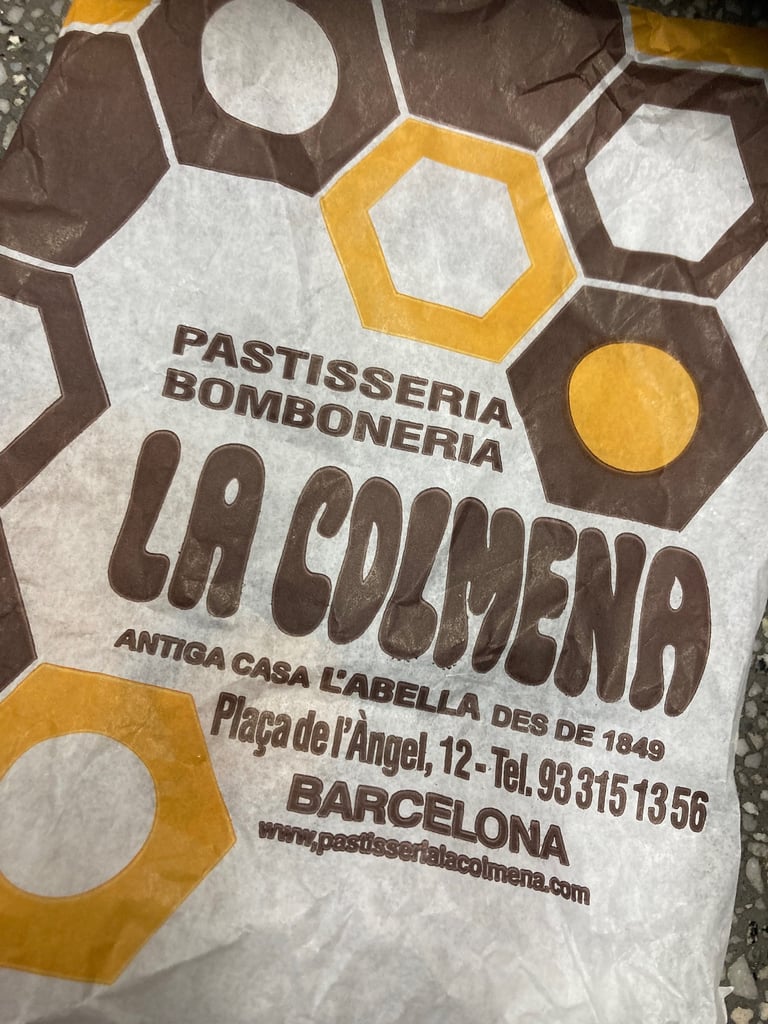 PASTISSERIA
BOMBONERIA
LA COLMENA
ANTIGA CASA L'ABELLA DES DE 1849
Plaça de l'Àngel, 12 - Tel. 93 315 13 56
BARCELONA
www.pastisserialacolmena.com